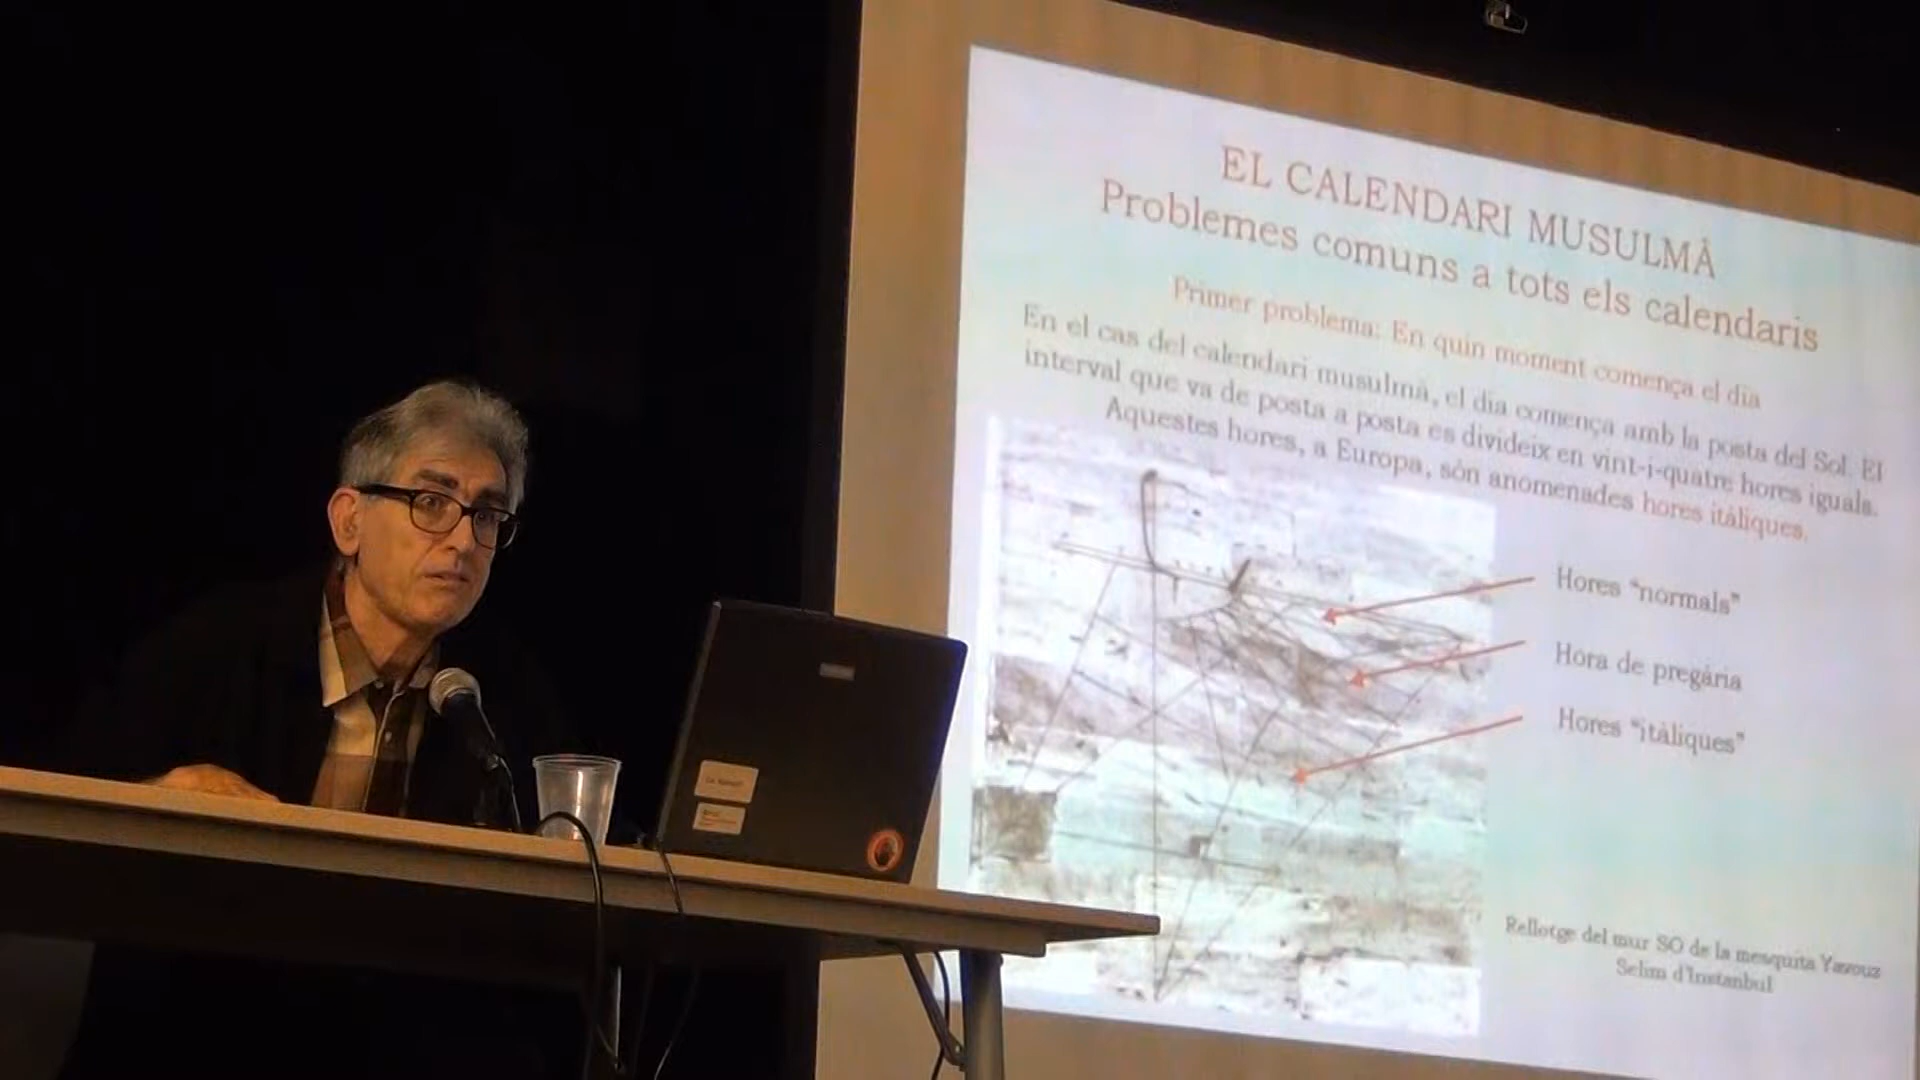 EL CALENDARI MUSULMÀ
Problemes comuns a tots els calendaris
Primer problema: En quin moment comença el dia
En el cas del calendari musulmà, el dia comença amb la posta del Sol. El
interval que va de posta a posta es divideix en vint-i-quatre hores iguals.
Aquestes hores, a Europa, són anomenades hores itàliques.
Hores “normals”
Hora de pregària
Hores “itàliques”
Rellotge del mur SO de la mesquita Yavouz
Selim d'Instanbul